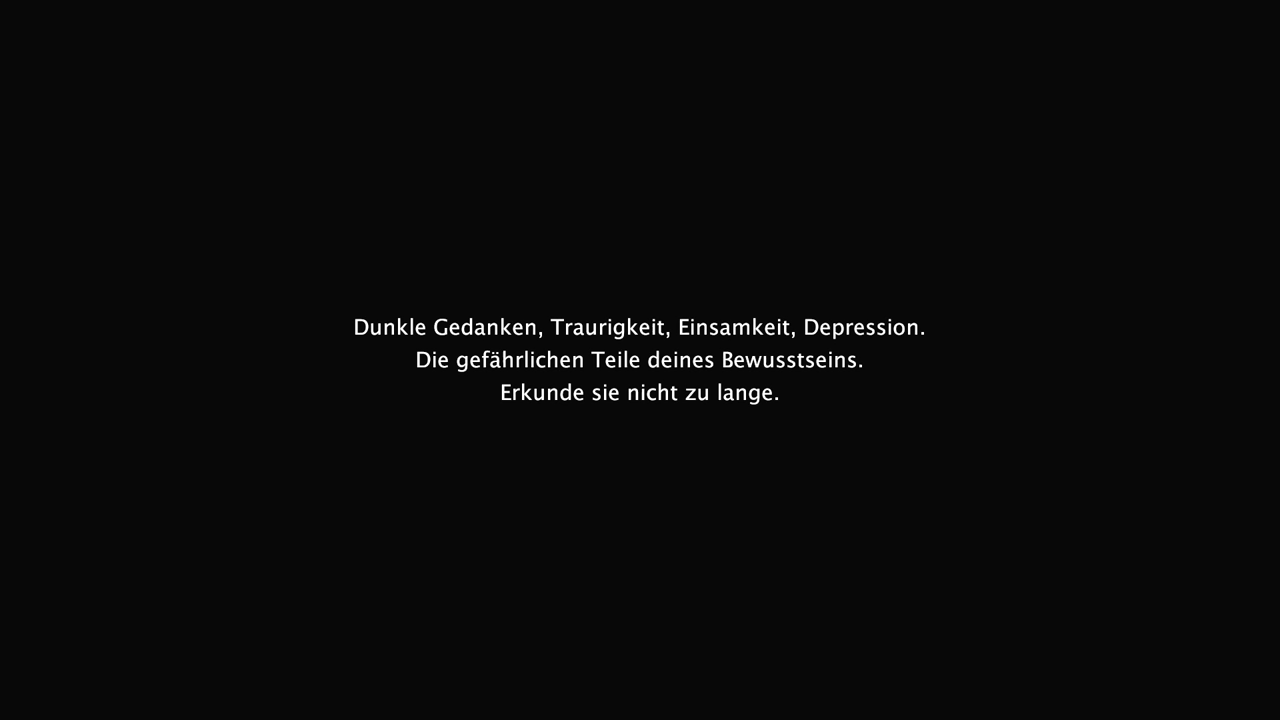 Dunkle Gedanken, Traurigkeit, Einsamkeit, Depression.
Die gefährlichen Teile deines Bewusstseins.
Erkunde sie nicht zu lange.